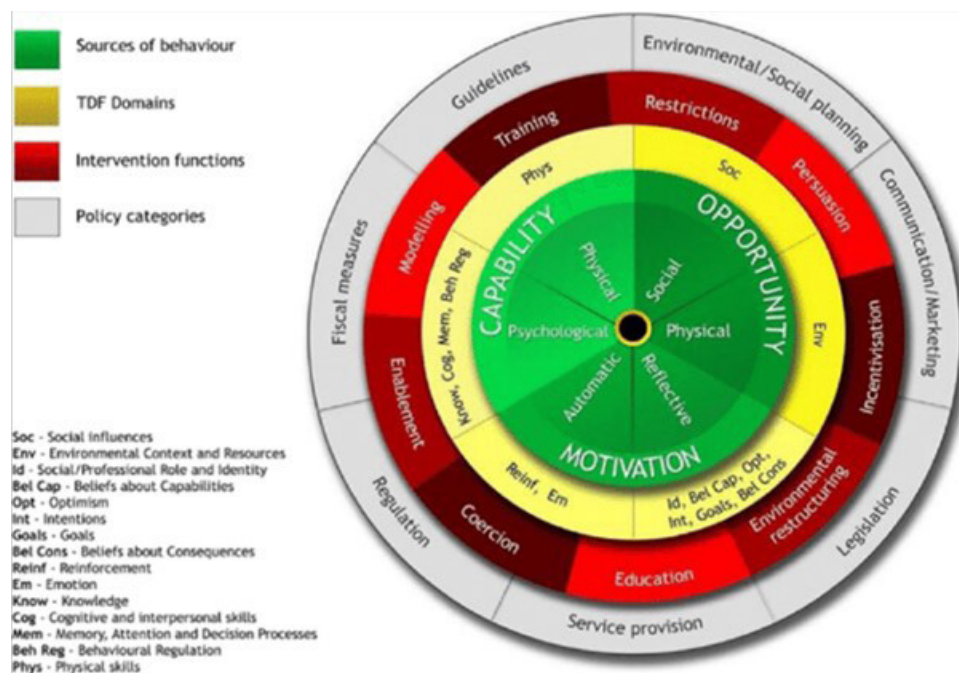 Sources of behaviour
TDF Domains
Intervention functions
Policy categories
Soc - Social influences
Env - Environmental Context and Resources
Id - Social/Professional Role and Identity
Bel Cap - Beliefs about Capabilities
Opt - Optimism
Int - Intentions
Goals - Goals
Bel Cons - Beliefs about Consequences
Reinf - Reinforcement
Em - Emotion
Know - Knowledge
Cog - Cognitive and interpersonal skills
Mem - Memory, Attention and Decision Processes
Beh Reg - Behavioural Regulation
Phys - Physical skills
Guidelines
Environmental/Social planning
Communication/Marketing
Legislation
Service provision
Regulation
Fiscal measures
Training
Restrictions
Persuasion
Incentivisation
Environmental
restructuring
Education
Coercion
Enablement
Modelling
Phys
Soc
Env
Id, Bel Cap, Opt,
Int, Goals, Bel Cons
Reinf, Em
Know, Cog, Mem, Beh Reg
CAPABILITY
OPPORTUNITY
MOTIVATION
Physical
Social
Physical
Reflective
Automatic
Psychological